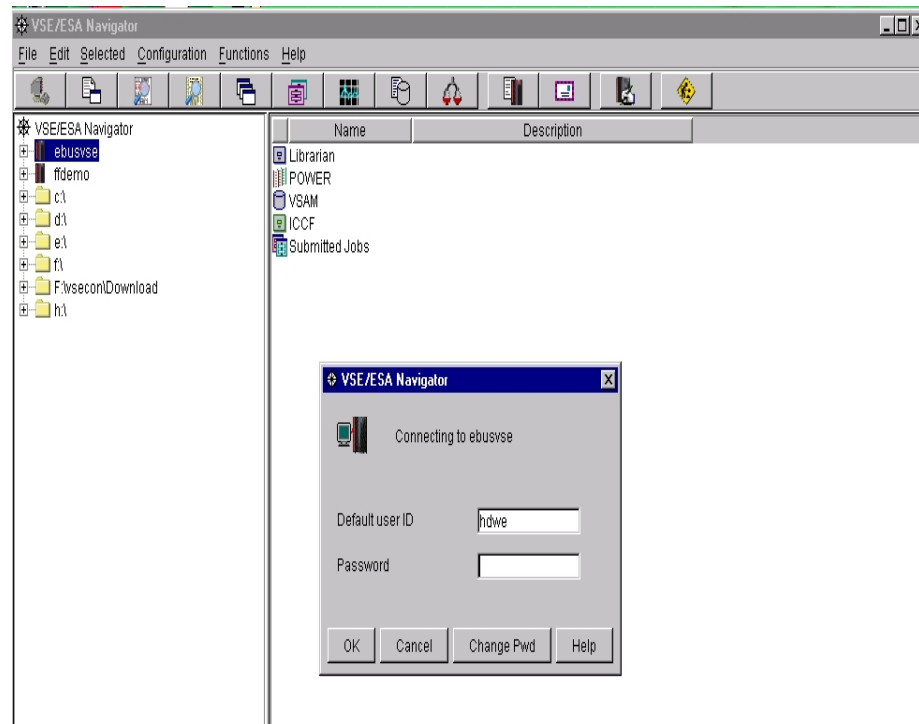 VSE/ESA Navigator
File Edit Selected Configuration Functions Help
VSE/ESA Navigator
ebusvse
ffdemo
c:\
d:\
e:\
f:\
F:\vsecon\Download
h:\
Name Description
Librarian
POWER
VSAM
ICCF
Submitted Jobs
VSE/ESA Navigator
Connecting to ebusvse
Default user ID hdwe
Password
OK Cancel Change Pwd Help